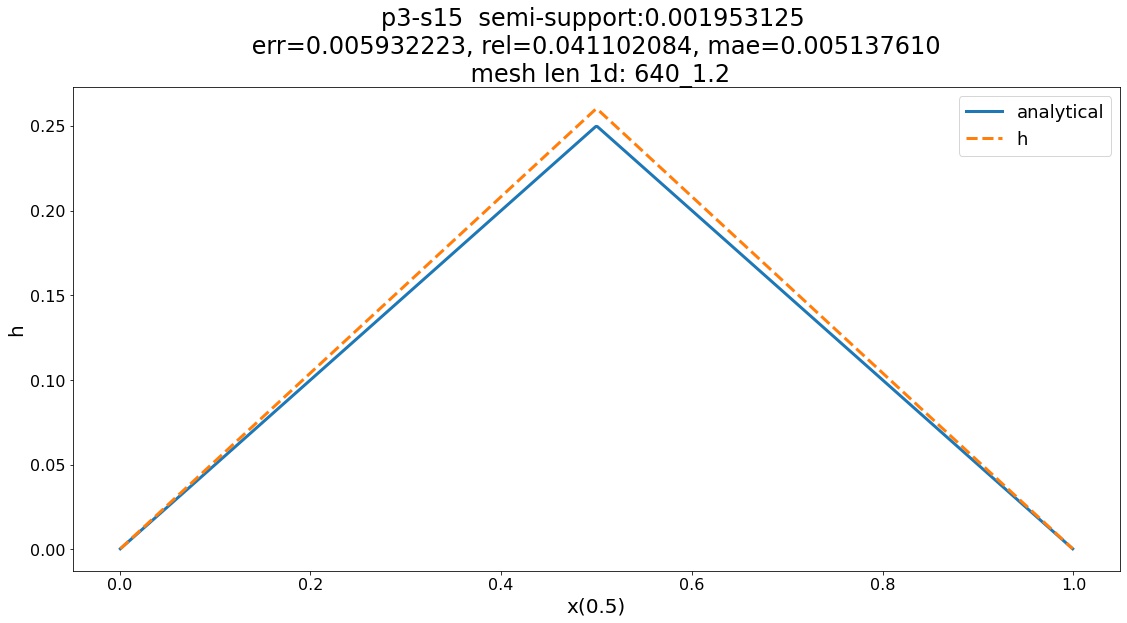 p3-s15  semi-support:0.001953125
err=0.005932223, rel=0.041102084, mae=0.005137610
mesh len 1d: 640_1.2
analytical
h
h
0.25
0.20
0.15
0.10
0.05
0.00
0.0 0.2 0.4 0.6 0.8 1.0
x(0.5)